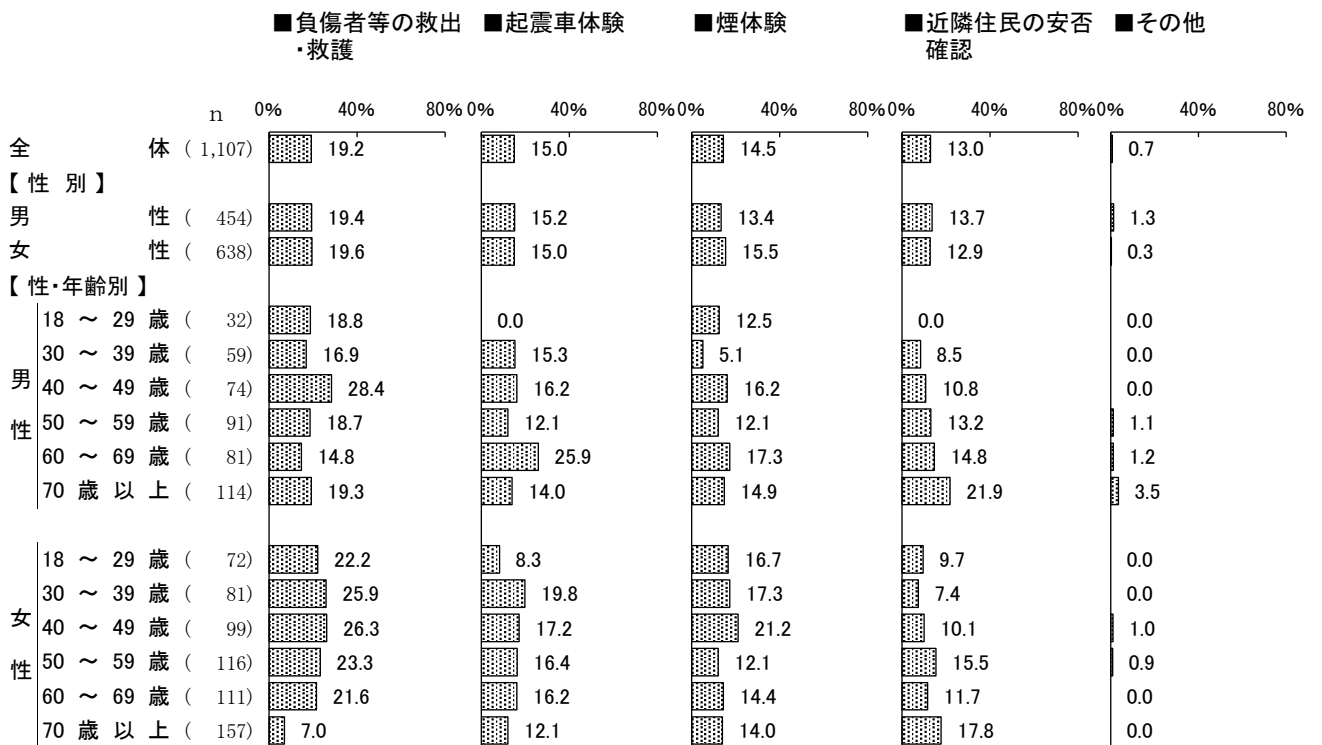 ■負傷者等の救出・救護 ■起震車体験 ■煙体験 ■近隣住民の安否確認 ■その他
n 0% 40% 80% 0% 40% 80% 0% 40% 80% 0% 40% 80% 0% 40% 80%
全体 ( 1,107) 19.2 15.0 14.5 13.0 0.7
【 性 別 】
男性 ( 454) 19.4 15.2 13.4 13.7 1.3
女性 ( 638) 19.6 15.0 15.5 12.9 0.3
【 性・年齢別 】
男性
18 ～ 29 歳 ( 32) 18.8 0.0 12.5 0.0 0.0
30 ～ 39 歳 ( 59) 16.9 15.3 5.1 8.5 0.0
40 ～ 49 歳 ( 74) 28.4 16.2 16.2 10.8 0.0
50 ～ 59 歳 ( 91) 18.7 12.1 12.1 13.2 1.1
60 ～ 69 歳 ( 81) 14.8 25.9 17.3 14.8 1.2
70 歳 以 上 ( 114) 19.3 14.0 14.9 21.9 3.5
女性
18 ～ 29 歳 ( 72) 22.2 8.3 16.7 9.7 0.0
30 ～ 39 歳 ( 81) 25.9 19.8 17.3 7.4 0.0
40 ～ 49 歳 ( 99) 26.3 17.2 21.2 10.1 1.0
50 ～ 59 歳 ( 116) 23.3 16.4 12.1 15.5 0.9
60 ～ 69 歳 ( 111) 21.6 16.2 14.4 11.7 0.0
70 歳 以 上 ( 157) 7.0 12.1 14.0 17.8 0.0